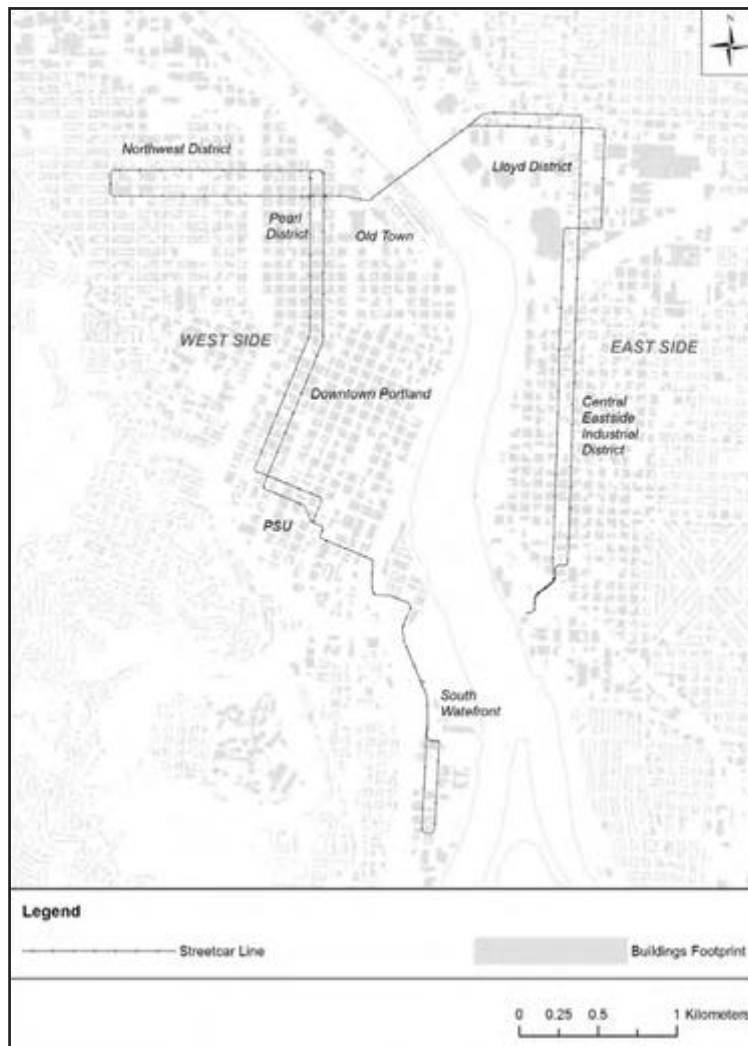 N
Northwest District
Lloyd District
Pearl
District
Old Town
WEST SIDE
EAST SIDE
Downtown Portland
Central
Eastside
Industrial
District
PSU
South
Watefront
Legend
Streetcar Line
Buildings Footprint
0 0.25 0.5 1 Kilometers